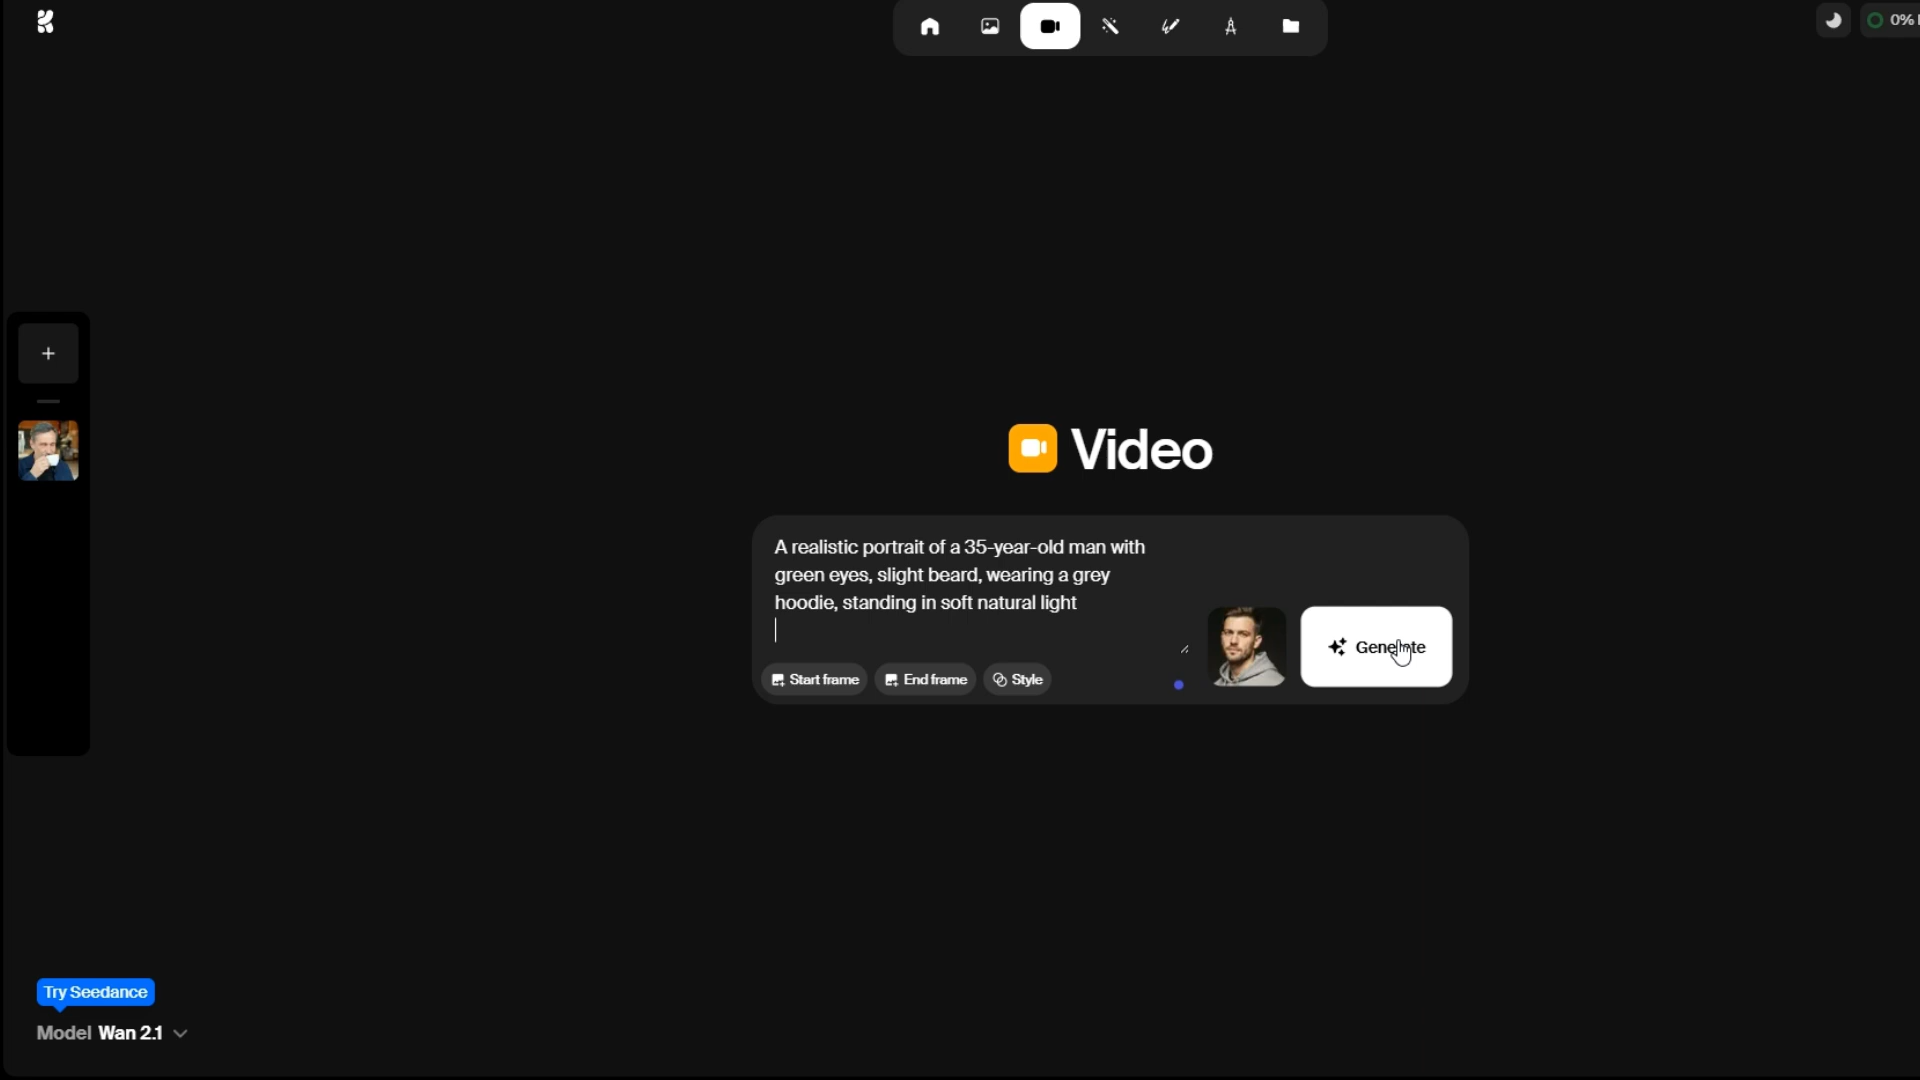 0%
Video
A realistic portrait of a 35-year-old man with
green eyes, slight beard, wearing a grey
hoodie, standing in soft natural light
Generate
Start frame
End frame
Style
Try Seedance
Model Wan 2.1